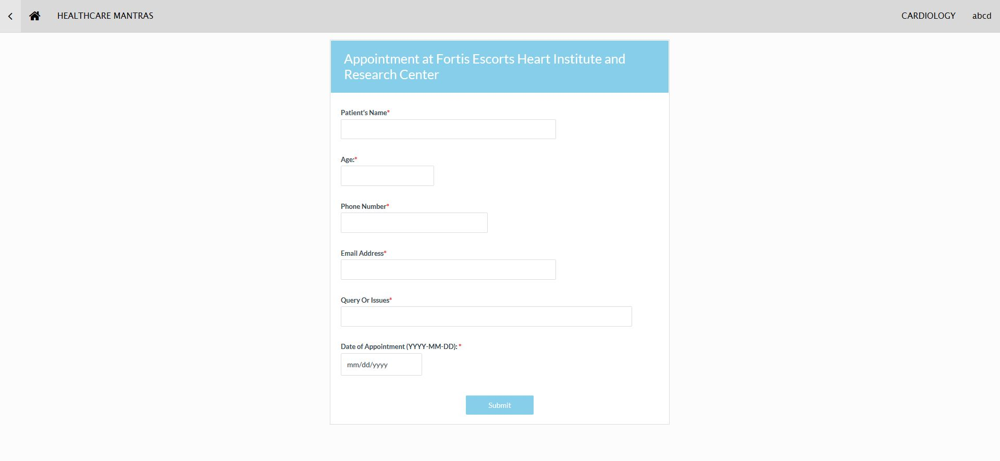 HEALTHCARE MANTRAS
CARDIOLOGY
abcd
Appointment at Fortis Escorts Heart Institute and
Research Center
Patient's Name*
Age:*
Phone Number*
Email Address*
Query Or Issues*
Date of Appointment (YYYY-MM-DD): *
mm/dd/yyyy
Submit